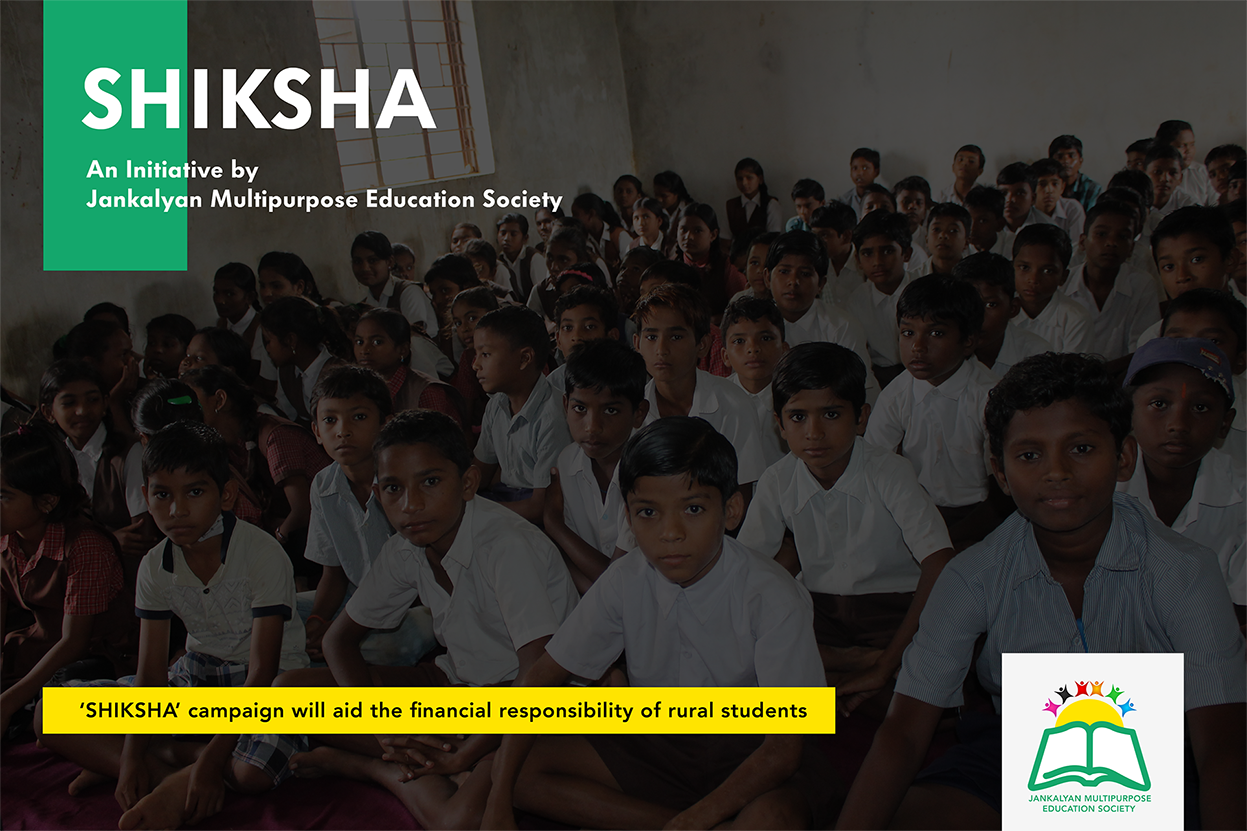 SHIKSHA
An Initiative by
Jankalyan Multipurpose Education Society
‘SHIKSHA’ campaign will aid the financial responsibility of rural students
JANKALYAN MULTIPURPOSE
EDUCATION SOCIETY